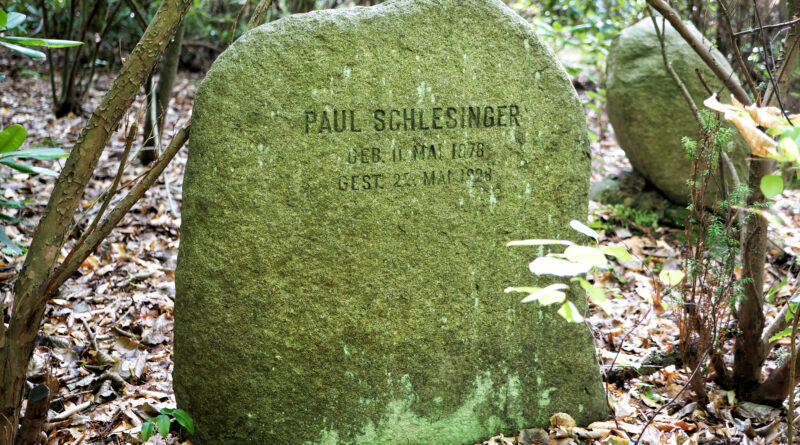 PAUL SCHLESINGER
GEB. 11 MAI 1878
GEST. 22. MAI 1928